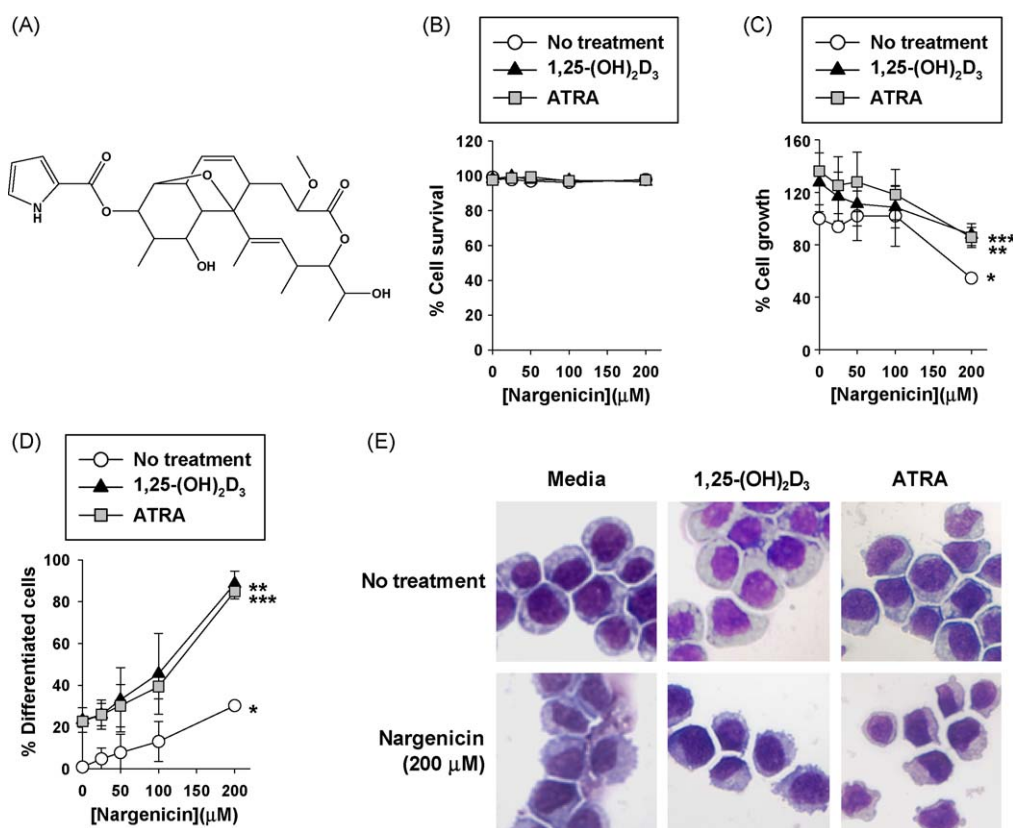 (A)
O
N
H
O
O
O
O
O
OH
OH
(B)
No treatment
1,25-(OH)₂D₃
ATRA
% Cell survival
120
100
80
60
40
20
0
0 50 100 150 200
[Nargenicin](μM)
(C)
No treatment
1,25-(OH)₂D₃
ATRA
% Cell growth
160
120
80
40
0
***
**
*
0 50 100 150 200
[Nargenicin](μM)
(D)
No treatment
1,25-(OH)₂D₃
ATRA
% Differentiated cells
100
80
60
40
20
0
**
***
*
0 50 100 150 200
[Nargenicin](μM)
(E)
Media 1,25-(OH)₂D₃ ATRA
No treatment
Nargenicin
(200 μM)